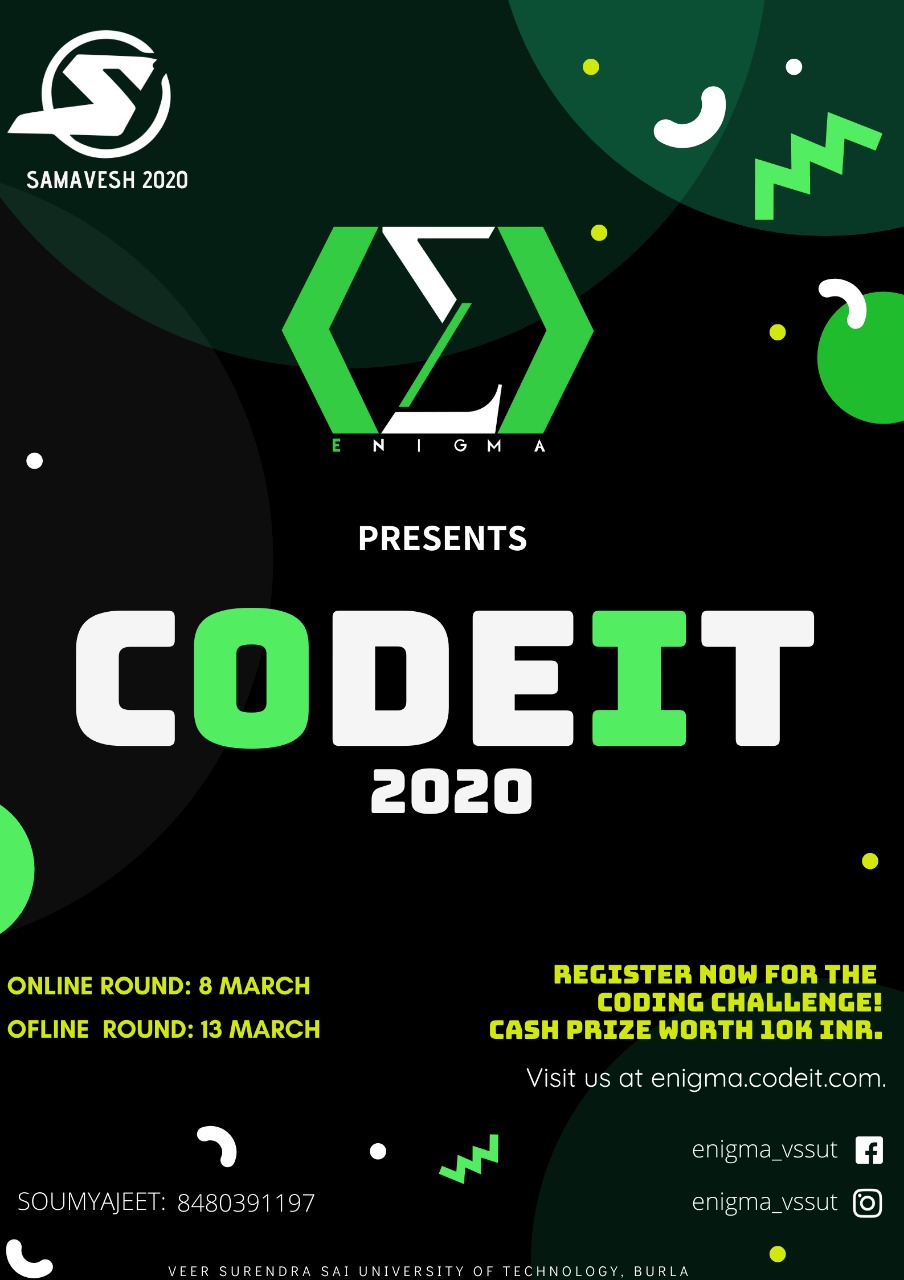 SAMAVESH 2020
ENIGMA
PRESENTS
CODEIT
2020
ONLINE ROUND: 8 MARCH
OFLINE ROUND: 13 MARCH
REGISTER NOW FOR THE
CODING CHALLENGE!
CASH PRIZE WORTH 10K INR.
Visit us at enigma.codeit.com.
enigma_vssut
enigma_vssut
SOUMYAJEET: 8480391197
VEER SURENDRA SAI UNIVERSITY OF TECHNOLOGY, BURLA